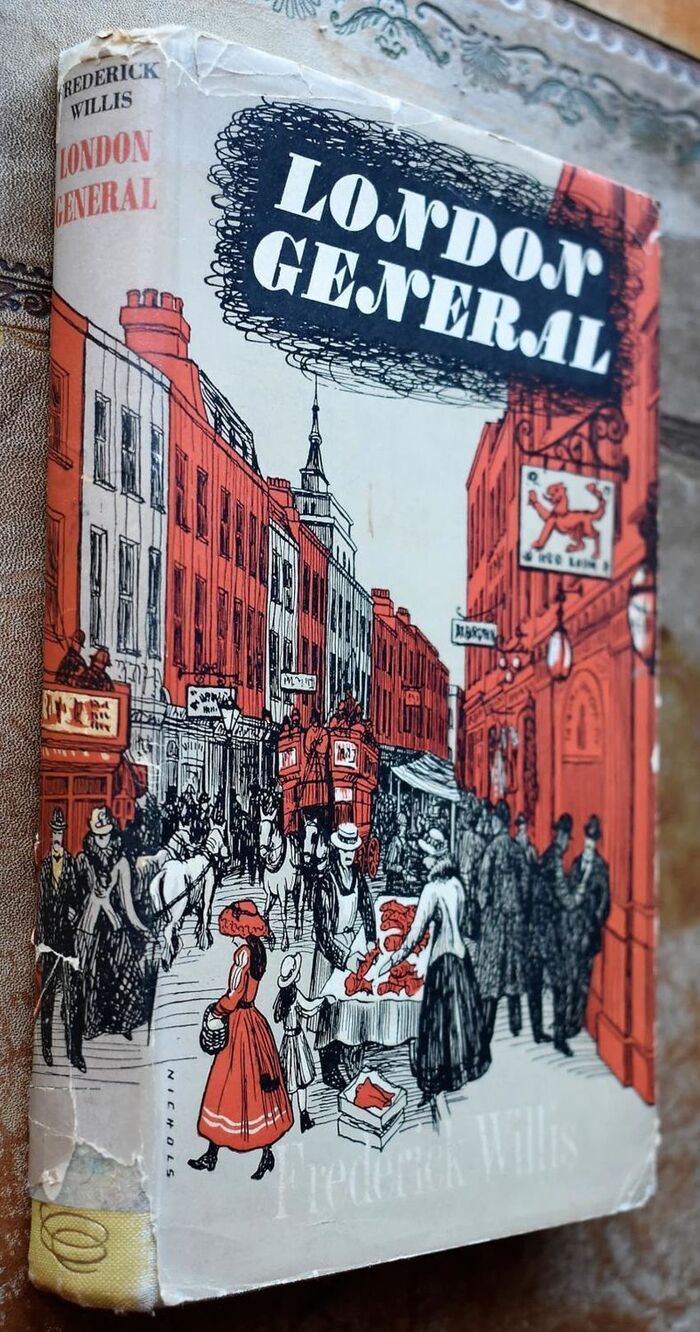 FREDERICK
WILLIS
LONDON
GENERAL
LONDON
GENERAL
RED LION
NICHOLS
Frederick Willis